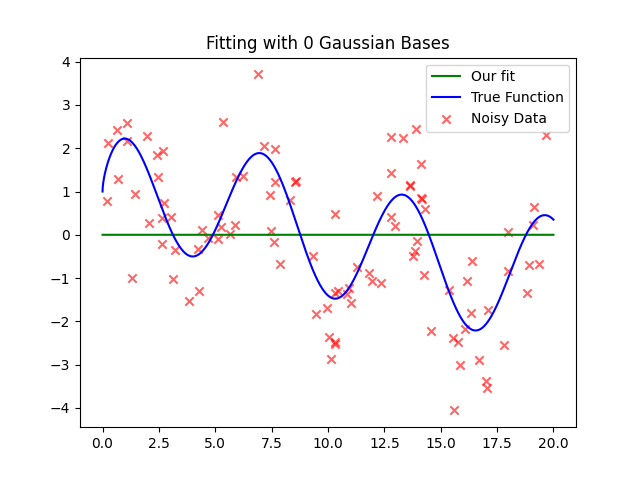 Fitting with 0 Gaussian Bases
Our fit
True Function
Noisy Data
4
3
2
1
0
−1
−2
−3
−4
0.0 2.5 5.0 7.5 10.0 12.5 15.0 17.5 20.0